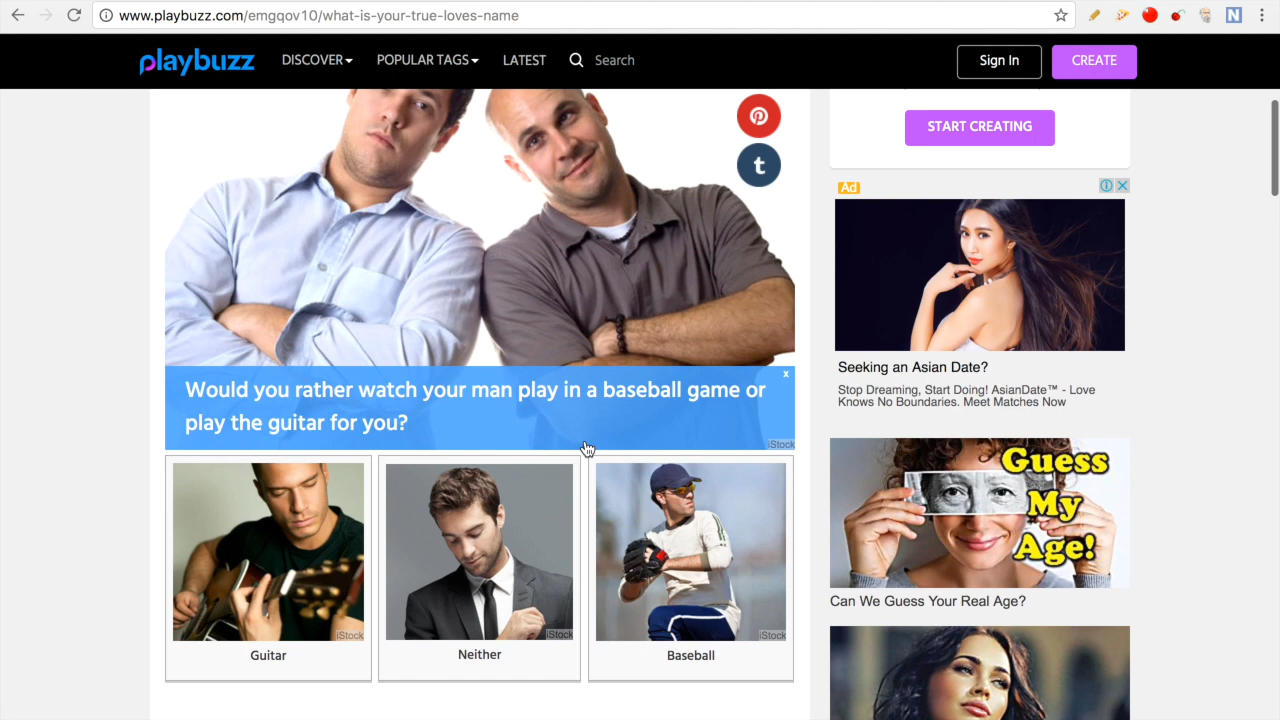 www.playbuzz.com/emgqov10/what-is-your-true-loves-name
N
playbuzz
DISCOVER
POPULAR TAGS
LATEST
Search
Sign In
CREATE
t
START CREATING
Ad
Seeking an Asian Date?
Stop Dreaming, Start Doing! AsianDate™ - Love
Knows No Boundaries. Meet Matches Now
Would you rather watch your man play in a baseball game or
play the guitar for you?
x
iStock
Guess
My
Age!
Can We Guess Your Real Age?
iStock
iStock
iStock
Guitar
Neither
Baseball